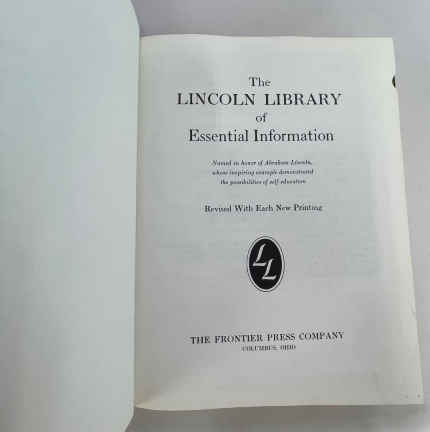 The
LINCOLN LIBRARY
of
Essential Information
Named in honor of Abraham Lincoln,
whose inspiring example demonstrated
the possibilities of self-education
Revised With Each New Printing
LL
THE FRONTIER PRESS COMPANY
COLUMBUS, OHIO